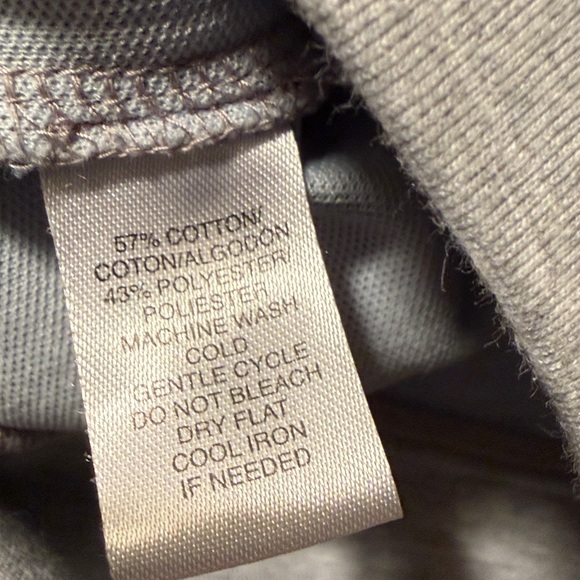 57% COTTON/
COTON/ALGODON
43% POLYESTER/
POLIESTER
MACHINE WASH
COLD
GENTLE CYCLE
DO NOT BLEACH
DRY FLAT
COOL IRON
IF NEEDED